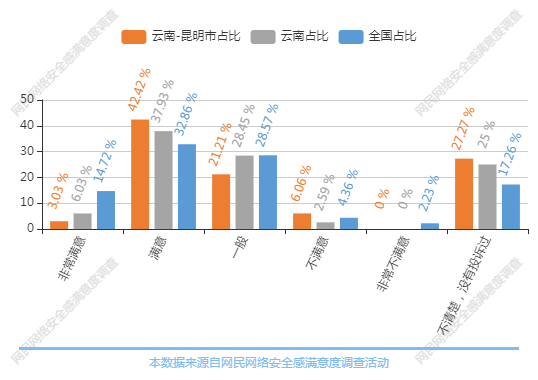 网民网络安全感满意度调查 网民网络安全感满意度调查
云南-昆明市占比 云南占比 全国占比
50
40
30
20
10
0
3.03 % 6.03 % 14.72 %
42.42 % 37.93 % 32.86 %
21.21 % 28.45 % 28.57 %
6.06 % 2.59 % 4.36 %
0 % 0 % 2.23 %
27.27 % 25 % 17.26 %
非常满意 满意 一般 不满意 非常不满意 不清楚，没有投诉过
网民网络安全感满意度调查 网民网络安全感满意度调查
本数据来源自网民网络安全感满意度调查活动